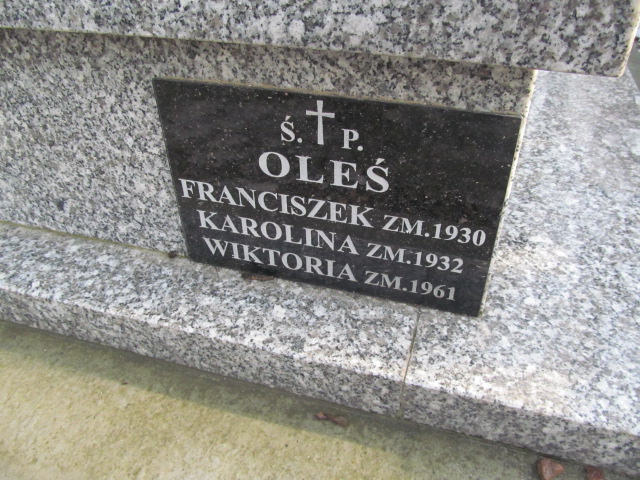 Ś. P.
OLEŚ
FRANCISZEK ZM.1930
KAROLINA ZM.1932
WIKTORIA ZM.1961